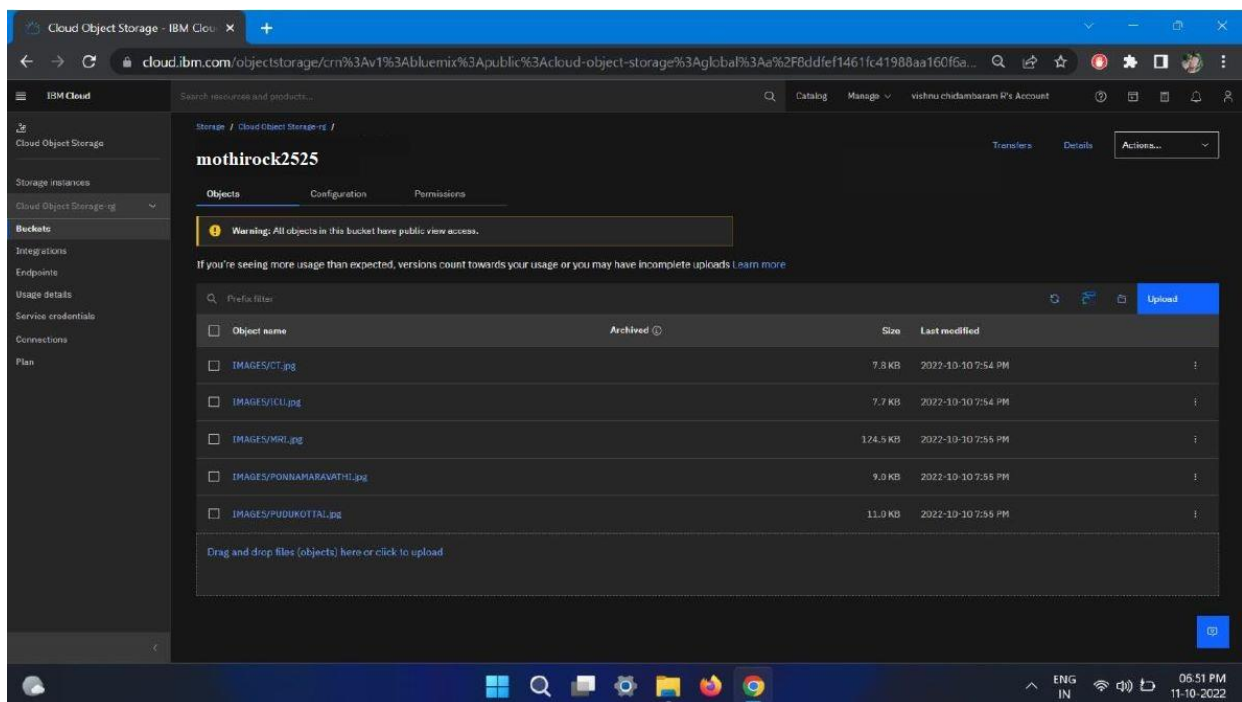 Cloud Object Storage - IBM Clou
cloud.ibm.com/objectstorage/crn%3Av1%3Abluemix%3Apublic%3Acloud-object-storage%3Aglobal%3Aa%2F8ddfef1461fc41988aa160f6a...
IBM Cloud
Search resources and products...
Catalog
Manage
vishnu chidambaram R's Account
Cloud Object Storage
Storage instances
Cloud Object Storage-rg
Buckets
Integrations
Endpoints
Usage details
Service credentials
Connections
Plan
Storage / Cloud Object Storage-rg /
mothirock2525
Transfers
Details
Actions...
Objects
Configuration
Permissions
Warning: All objects in this bucket have public view access.
If you're seeing more usage than expected, versions count towards your usage or you may have incomplete uploads Learn more
Prefix filter
Upload
Object name Archived Size Last modified
IMAGES/CT.jpg 7.8 KB 2022-10-10 7:54 PM
IMAGES/ICU.jpg 7.7 KB 2022-10-10 7:54 PM
IMAGES/MRI.jpg 124.5 KB 2022-10-10 7:55 PM
IMAGES/PONNAMARAVATHI.jpg 9.0 KB 2022-10-10 7:55 PM
IMAGES/PUDUKOTTAI.jpg 11.0 KB 2022-10-10 7:55 PM
Drag and drop files (objects) here or click to upload
ENG
IN
06:51 PM
11-10-2022